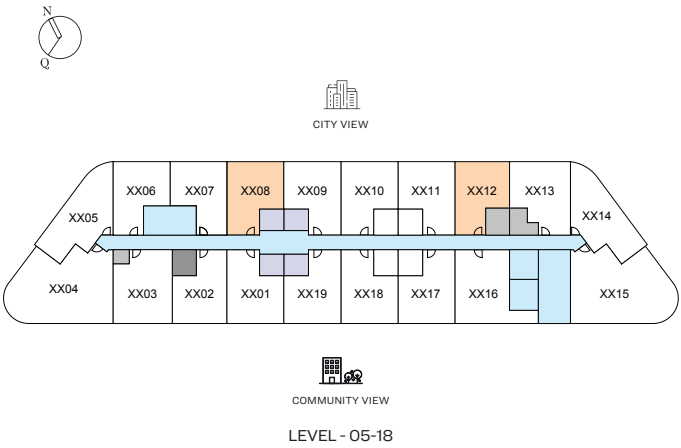 N
Q
CITY VIEW
XX06 XX07 XX08 XX09 XX10 XX11 XX12 XX13
XX05 XX14
XX04 XX15
XX03 XX02 XX01 XX19 XX18 XX17 XX16
COMMUNITY VIEW
LEVEL - 05-18